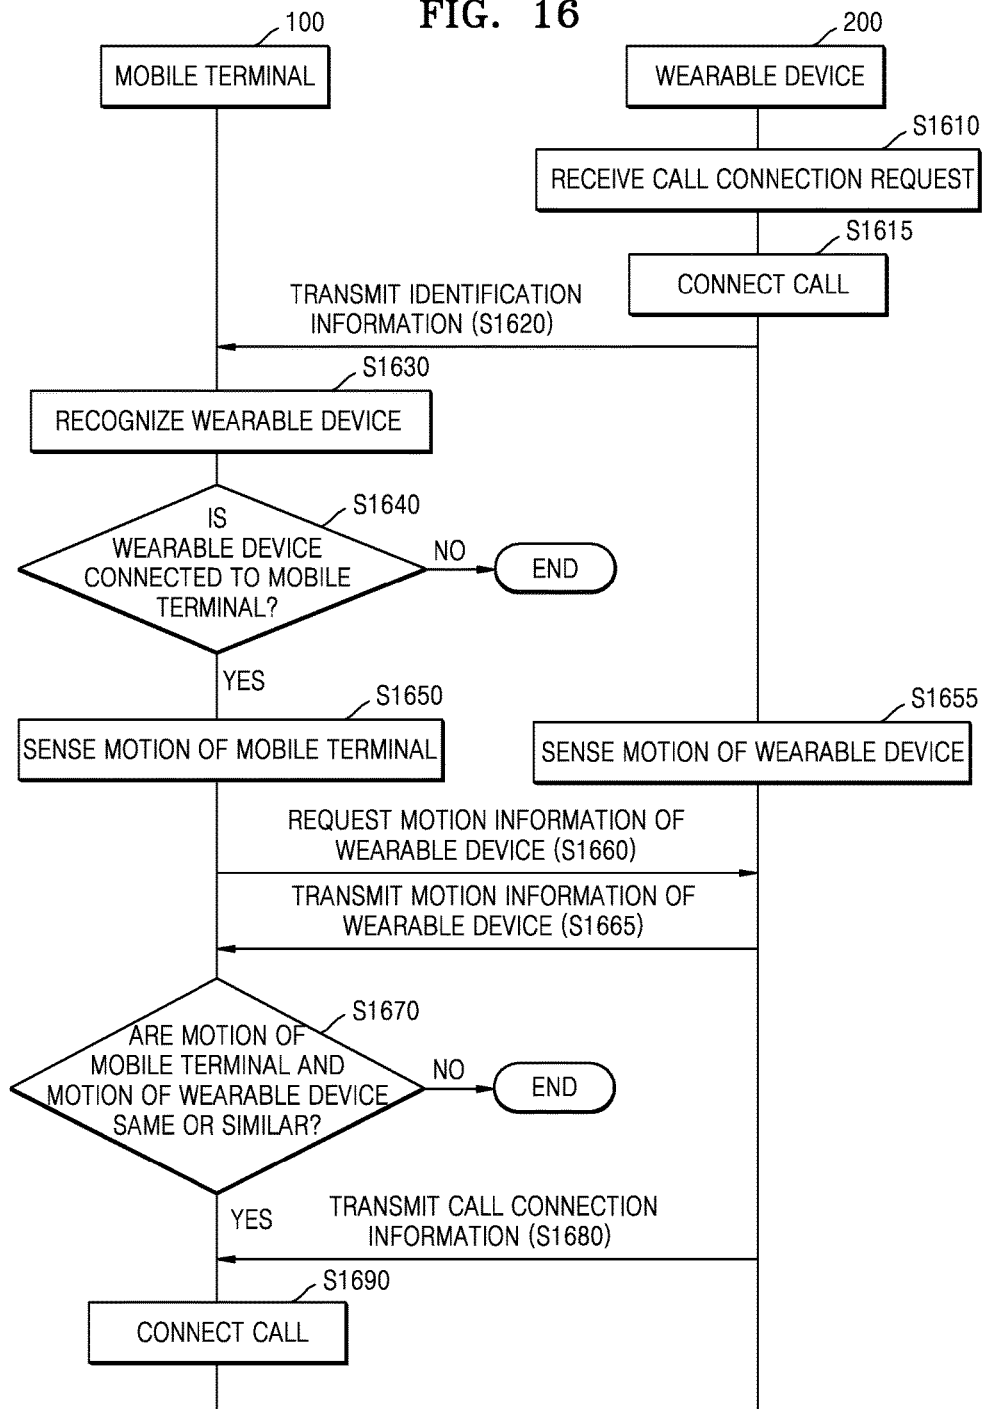 FIG. 16
100
200
MOBILE TERMINAL
WEARABLE DEVICE
S1610
RECEIVE CALL CONNECTION REQUEST
S1615
CONNECT CALL
TRANSMIT IDENTIFICATION
INFORMATION (S1620)
S1630
RECOGNIZE WEARABLE DEVICE
S1640
IS
WEARABLE DEVICE
CONNECTED TO MOBILE
TERMINAL?
NO
END
YES
S1650
SENSE MOTION OF MOBILE TERMINAL
S1655
SENSE MOTION OF WEARABLE DEVICE
REQUEST MOTION INFORMATION OF
WEARABLE DEVICE (S1660)
TRANSMIT MOTION INFORMATION OF
WEARABLE DEVICE (S1665)
S1670
ARE MOTION OF
MOBILE TERMINAL AND
MOTION OF WEARABLE DEVICE
SAME OR SIMILAR?
NO
END
YES
TRANSMIT CALL CONNECTION
INFORMATION (S1680)
S1690
CONNECT CALL